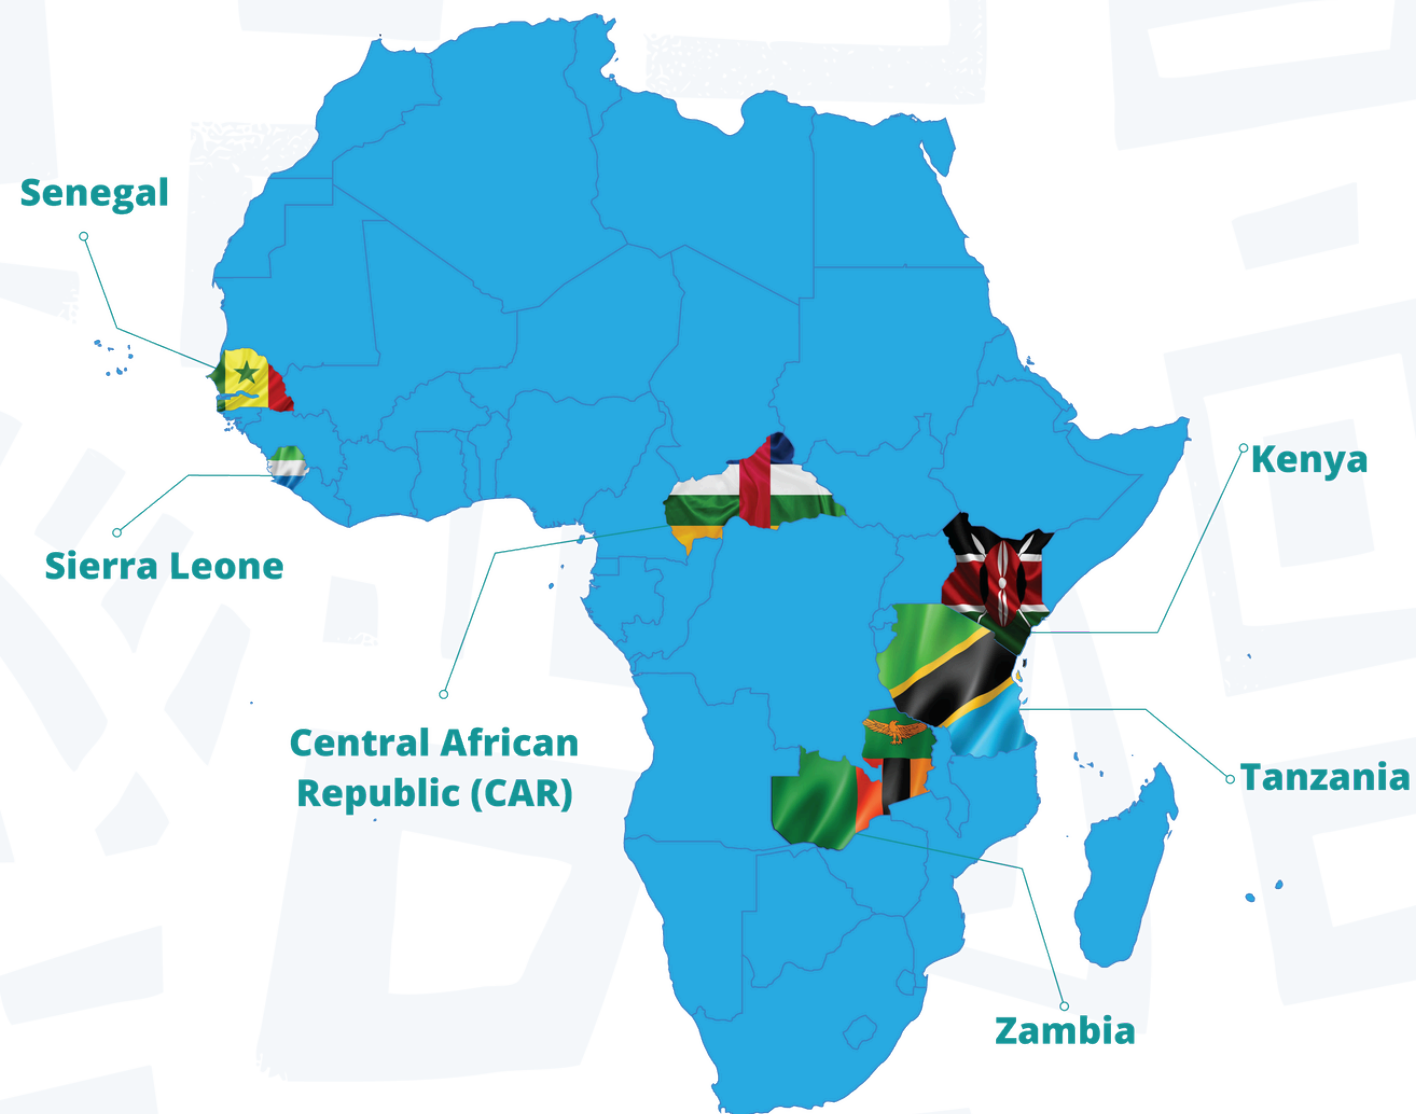 Senegal
Kenya
Sierra Leone
Central African
Republic (CAR)
Tanzania
Zambia